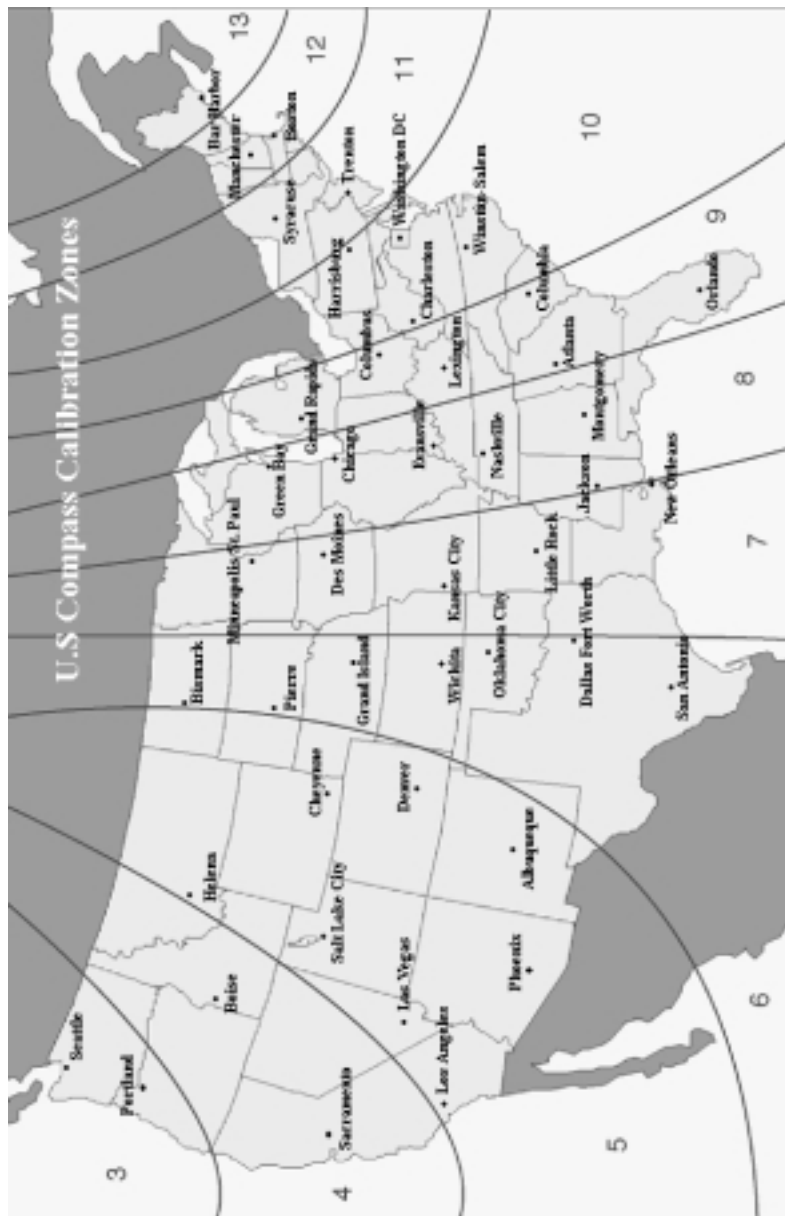 U.S Compass Calibration Zones
Seattle
Portland
Boise
Helena
Bismark
Pierre
Minneapolis St. Paul
Green Bay
Grand Rapids
Syracuse
Manchester
Bar Harbor
Boston
Sacramenia
Salt Lake City
Cheyenne
Grand Island
Des Moines
Chicago
Columbus
Harrisburg
Trenton
Washington DC
Las Vegas
Los Angeles
Denver
Wichita
Kansas City
Evansville
Lexington
Charleston
Winston-Salem
Phoenix
Albuqueque
Oklahoma City
Dallas Fort Worth
Little Rock
Nashville
Jackson
Montgomery
Atlanta
Columbia
San Antonio
New Orleans
Orlando
3
4
5
6
7
8
9
10
11
12
13